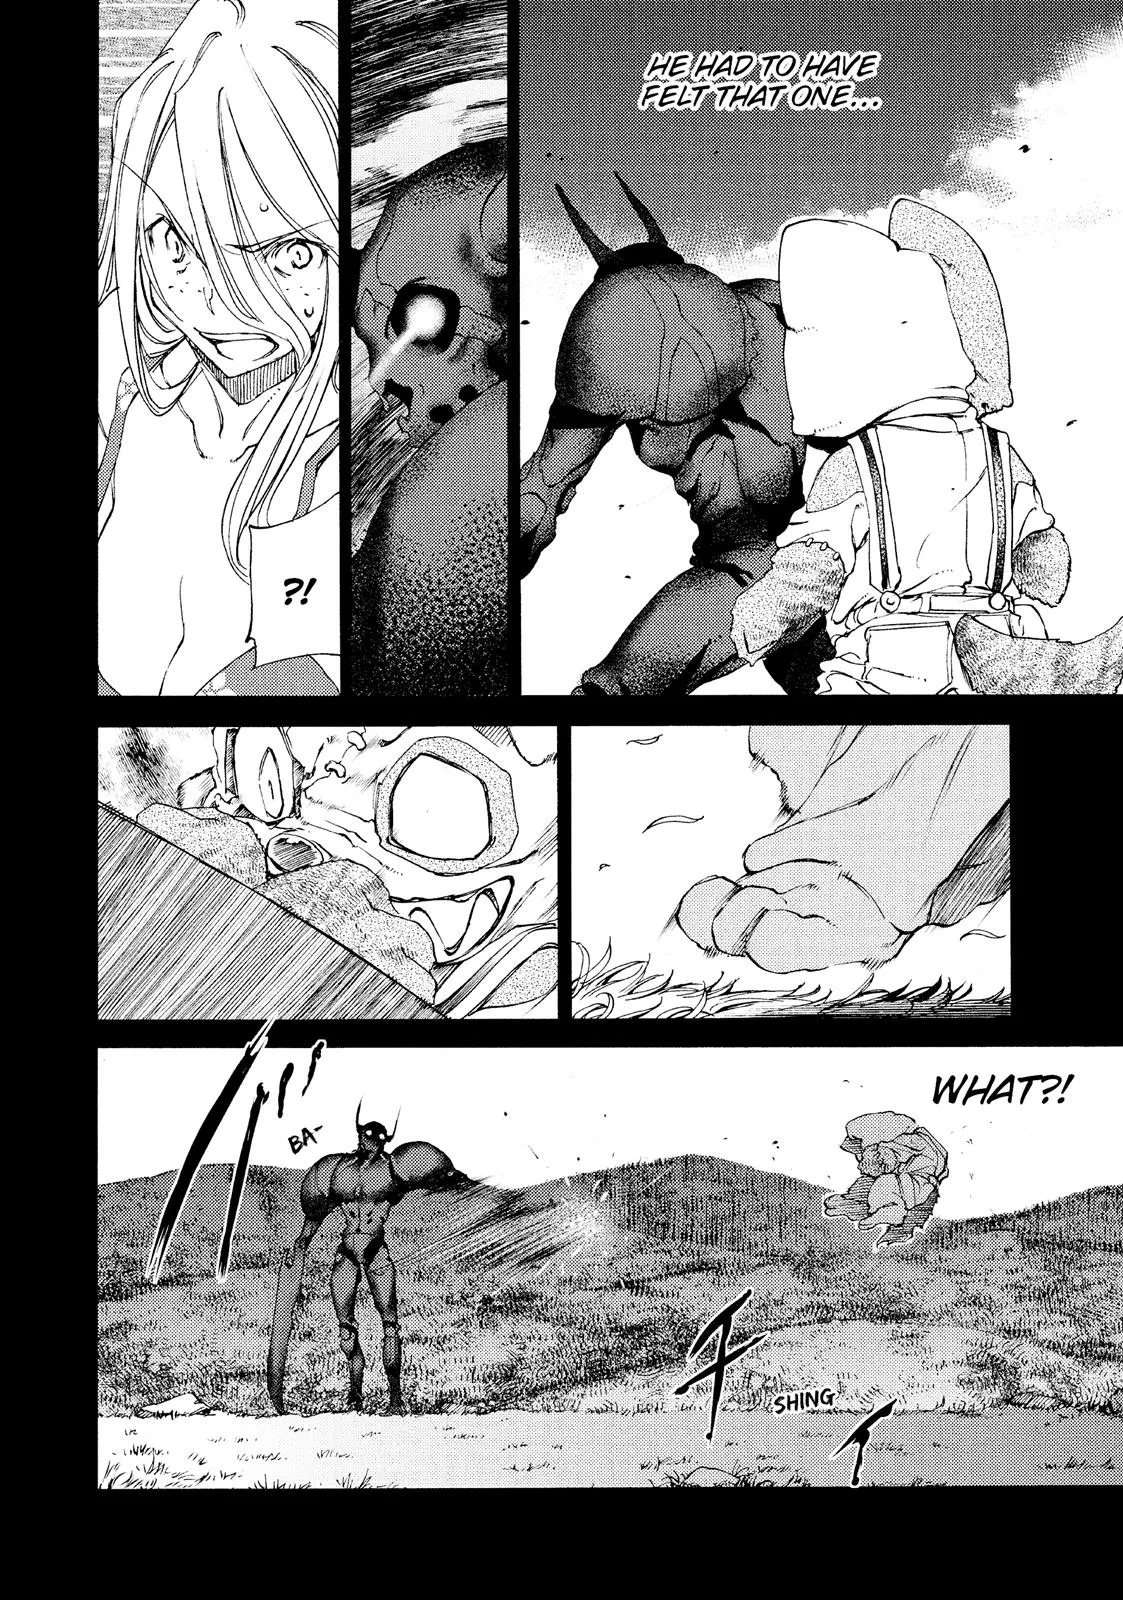 HE HAD TO HAVE
FELT THAT ONE...
?!
WHAT?!
BA-
SHING